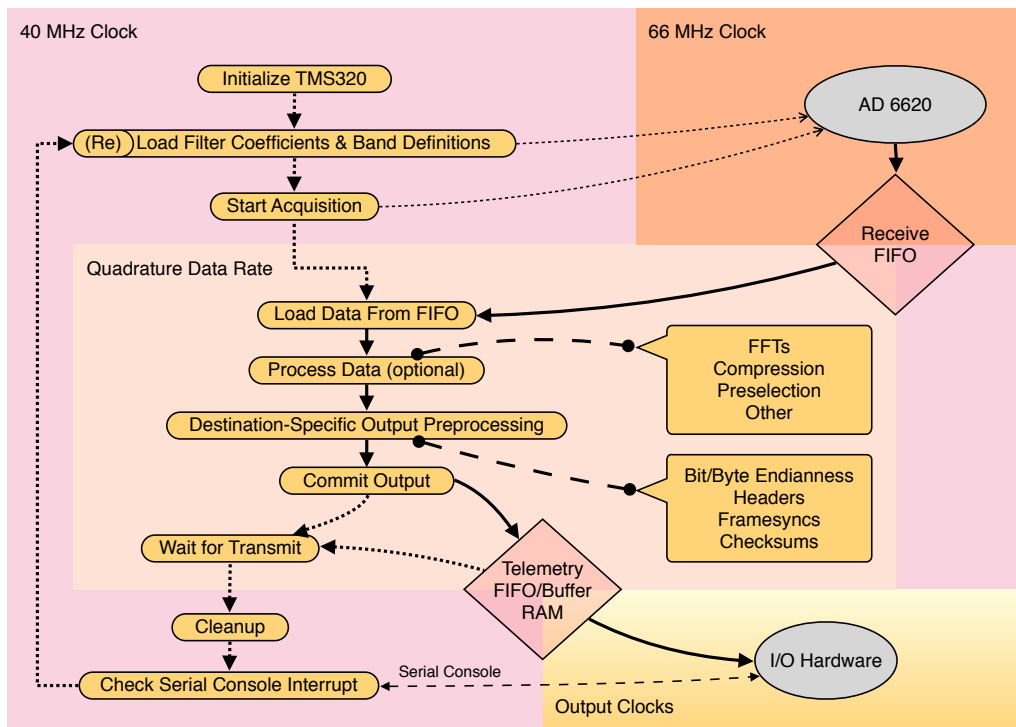 40 MHz Clock
66 MHz Clock
Initialize TMS320
AD 6620
(Re) Load Filter Coefficients & Band Definitions
Start Acquisition
Receive
FIFO
Quadrature Data Rate
Load Data From FIFO
FFTs
Compression
Preselection
Other
Process Data (optional)
Destination-Specific Output Preprocessing
Bit/Byte Endianness
Headers
Framesyncs
Checksums
Commit Output
Wait for Transmit
Telemetry
FIFO/Buffer
RAM
Cleanup
I/O Hardware
Serial Console
Check Serial Console Interrupt
Output Clocks